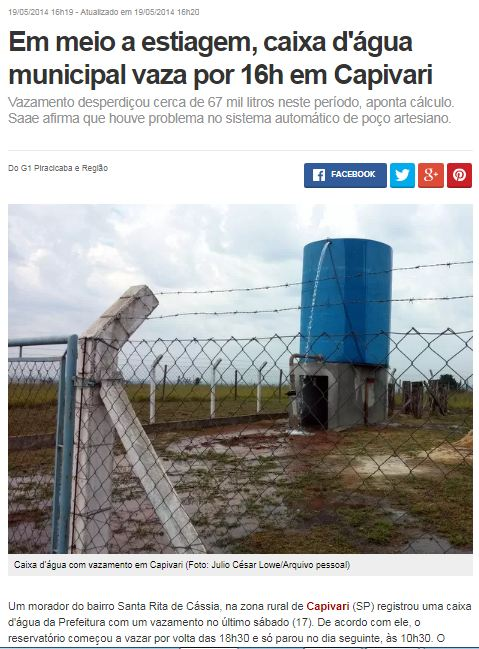 19/05/2014 16h19 - Atualizado em 19/05/2014 16h20
Em meio a estiagem, caixa d'água
municipal vaza por 16h em Capivari
Vazamento desperdiçou cerca de 67 mil litros neste período, aponta cálculo.
Saae afirma que houve problema no sistema automático de poço artesiano.
Do G1 Piracicaba e Região
FACEBOOK
Caixa d'água com vazamento em Capivari (Foto: Julio César Lowe/Arquivo pessoal)
Um morador do bairro Santa Rita de Cássia, na zona rural de Capivari (SP) registrou uma caixa
d'água da Prefeitura com um vazamento no último sábado (17). De acordo com ele, o
reservatório começou a vazar por volta das 18h30 e só parou no dia seguinte, às 10h30. O